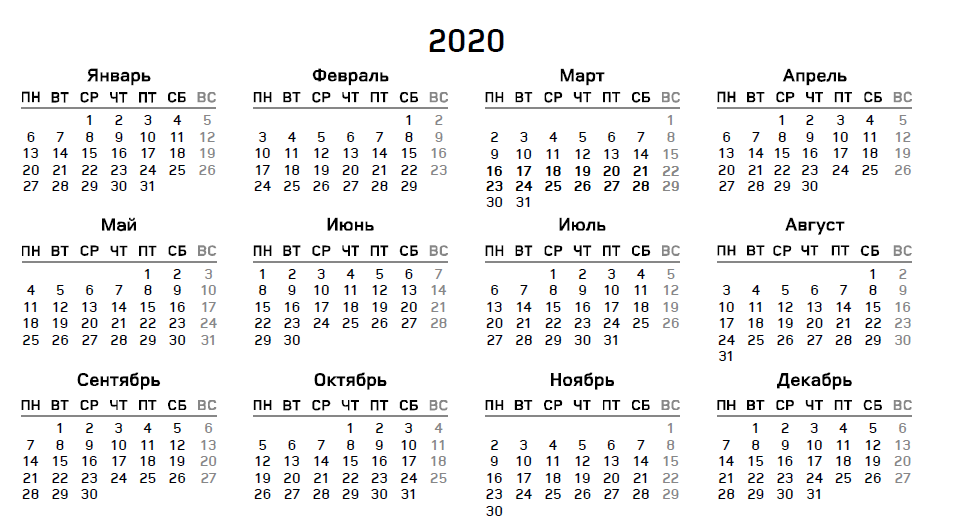 2020
Январь Февраль Март Апрель
ПН ВТ СР ЧТ ПТ СБ ВС ПН ВТ СР ЧТ ПТ СБ ВС ПН ВТ СР ЧТ ПТ СБ ВС ПН ВТ СР ЧТ ПТ СБ ВС
1 2 3 4 5 1 2 1 1 2 3 4 5
6 7 8 9 10 11 12 3 4 5 6 7 8 9 2 3 4 5 6 7 8 6 7 8 9 10 11 12
13 14 15 16 17 18 19 10 11 12 13 14 15 16 9 10 11 12 13 14 15 13 14 15 16 17 18 19
20 21 22 23 24 25 26 17 18 19 20 21 22 23 16 17 18 19 20 21 22 20 21 22 23 24 25 26
27 28 29 30 31 24 25 26 27 28 29 23 24 25 26 27 28 29 27 28 29 30
30 31
Май Июнь Июль Август
ПН ВТ СР ЧТ ПТ СБ ВС ПН ВТ СР ЧТ ПТ СБ ВС ПН ВТ СР ЧТ ПТ СБ ВС ПН ВТ СР ЧТ ПТ СБ ВС
1 2 3 1 2 3 4 5 6 7 1 2 3 4 5 1 2
4 5 6 7 8 9 10 8 9 10 11 12 13 14 6 7 8 9 10 11 12 3 4 5 6 7 8 9
11 12 13 14 15 16 17 15 16 17 18 19 20 21 13 14 15 16 17 18 19 10 11 12 13 14 15 16
18 19 20 21 22 23 24 22 23 24 25 26 27 28 20 21 22 23 24 25 26 17 18 19 20 21 22 23
25 26 27 28 29 30 31 29 30 27 28 29 30 31 24 25 26 27 28 29 30
31
Сентябрь Октябрь Ноябрь Декабрь
ПН ВТ СР ЧТ ПТ СБ ВС ПН ВТ СР ЧТ ПТ СБ ВС ПН ВТ СР ЧТ ПТ СБ ВС ПН ВТ СР ЧТ ПТ СБ ВС
1 2 3 4 5 6 1 2 3 4 1 1 2 3 4 5 6
7 8 9 10 11 12 13 5 6 7 8 9 10 11 2 3 4 5 6 7 8 7 8 9 10 11 12 13
14 15 16 17 18 19 20 12 13 14 15 16 17 18 9 10 11 12 13 14 15 14 15 16 17 18 19 20
21 22 23 24 25 26 27 19 20 21 22 23 24 25 16 17 18 19 20 21 22 21 22 23 24 25 26 27
28 29 30 26 27 28 29 30 31 23 24 25 26 27 28 29 28 29 30 31
30